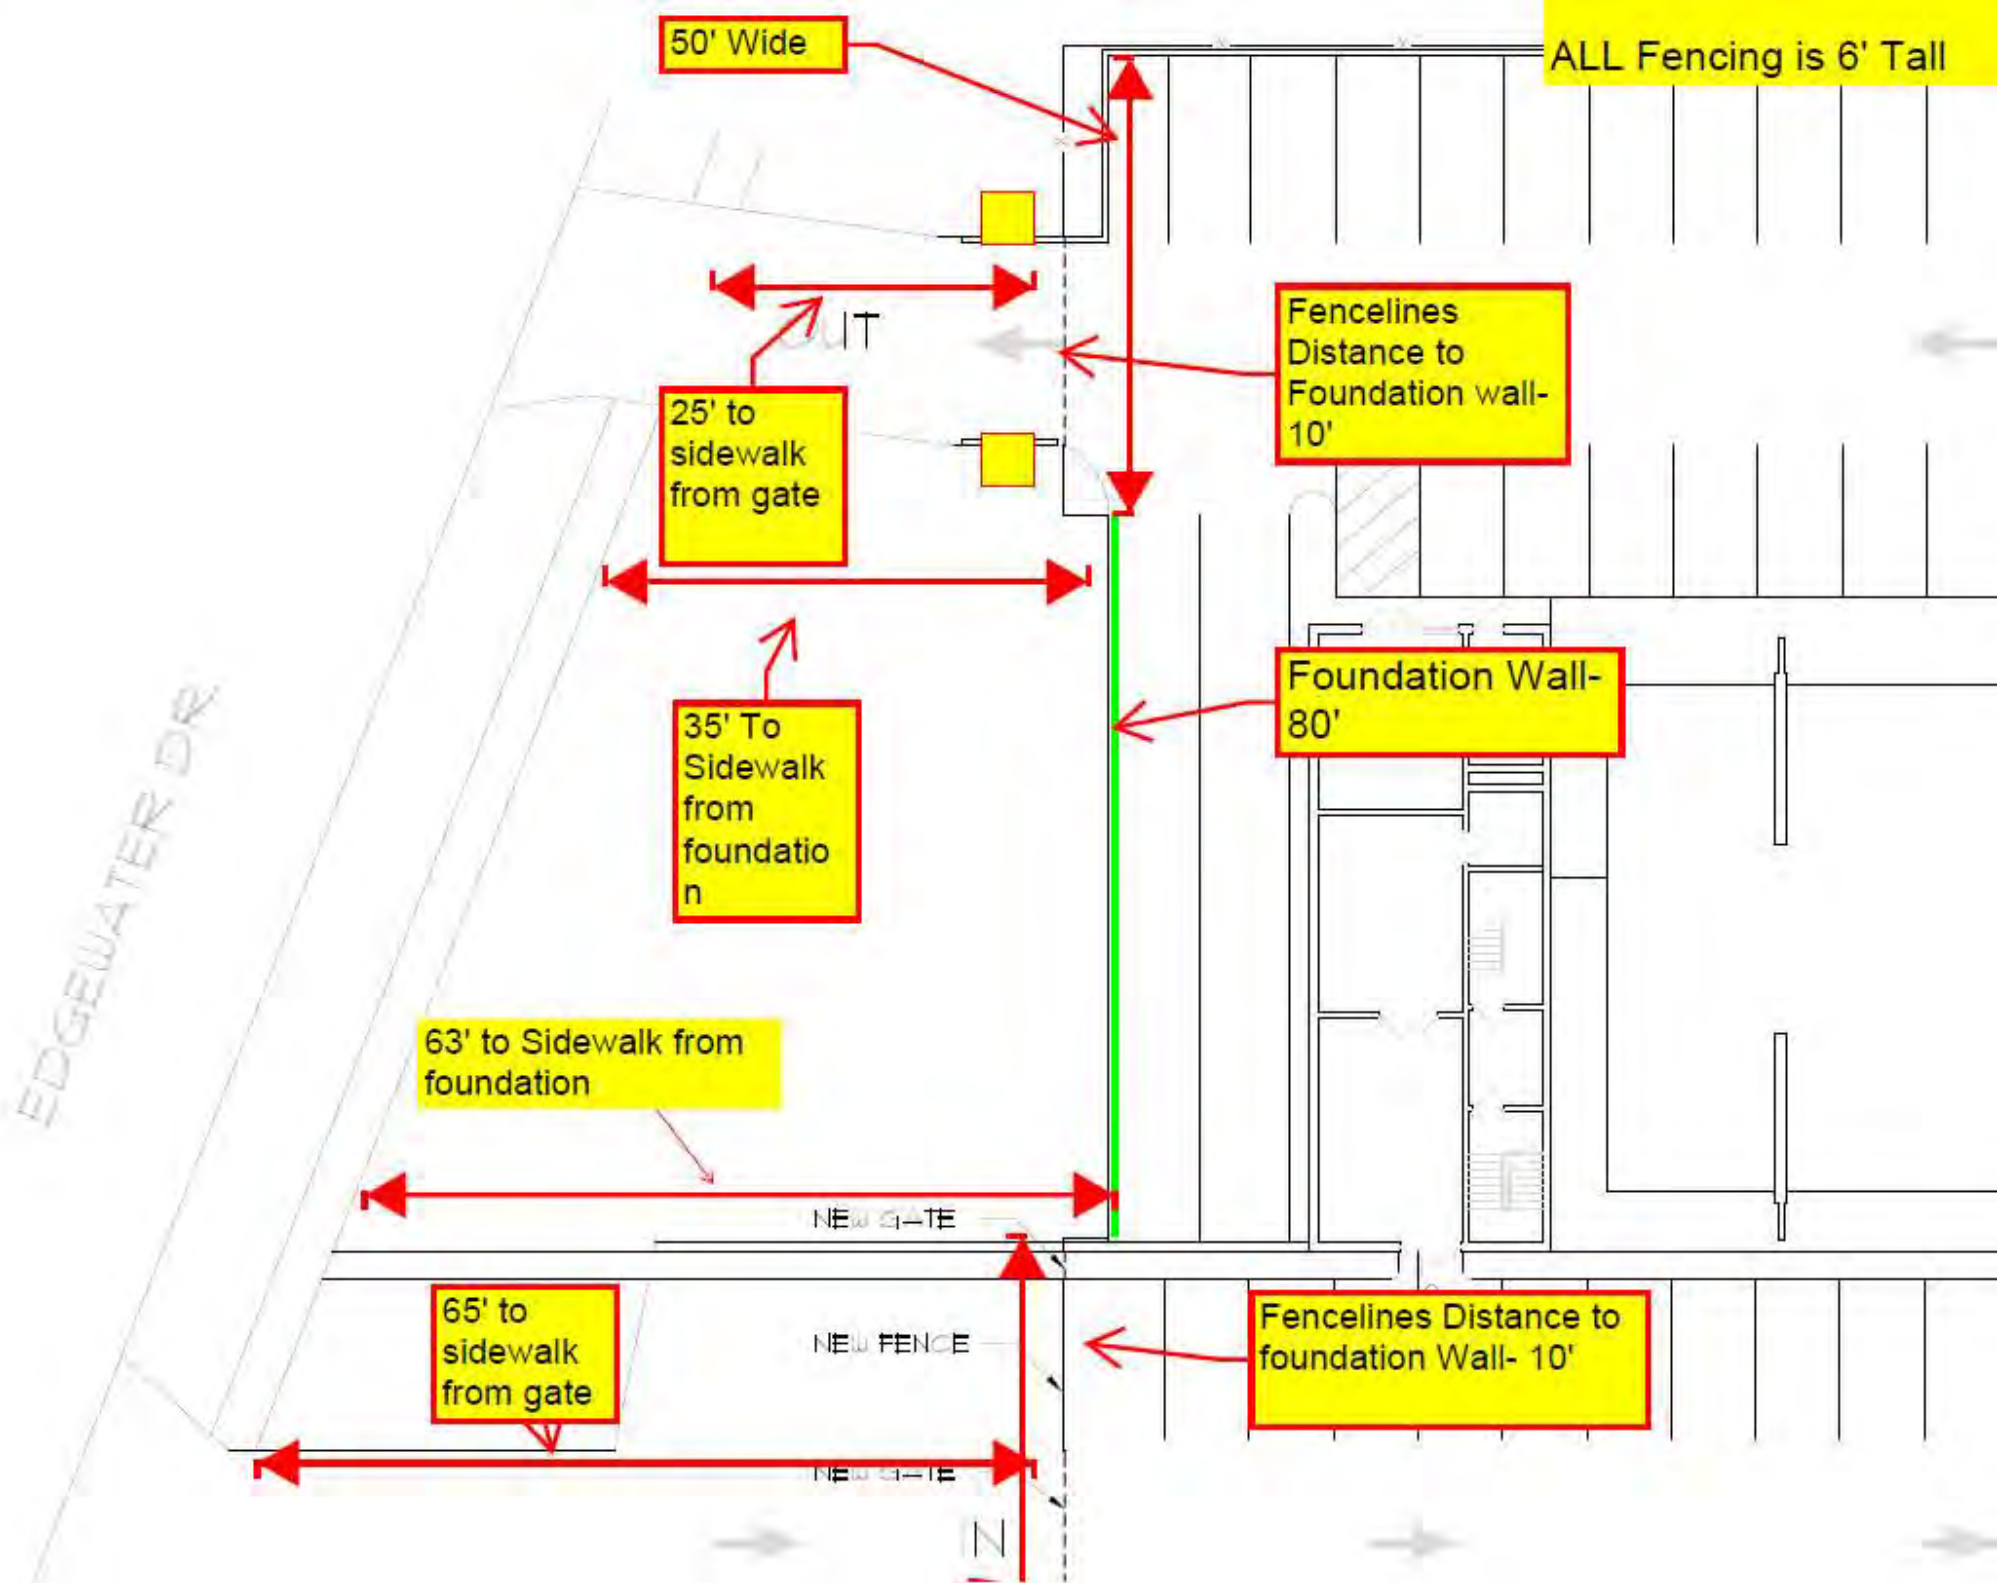 50' Wide
ALL Fencing is 6' Tall
OUT
Fencelines
Distance to
Foundation wall-
10'
25' to
sidewalk
from gate
Foundation Wall-
80'
35' To
Sidewalk
from
foundatio
n
EDGEWATER DR.
63' to Sidewalk from
foundation
NEW GATE
65' to
sidewalk
from gate
NEW FENCE
Fencelines Distance to
foundation Wall- 10'
NEW GATE
IN